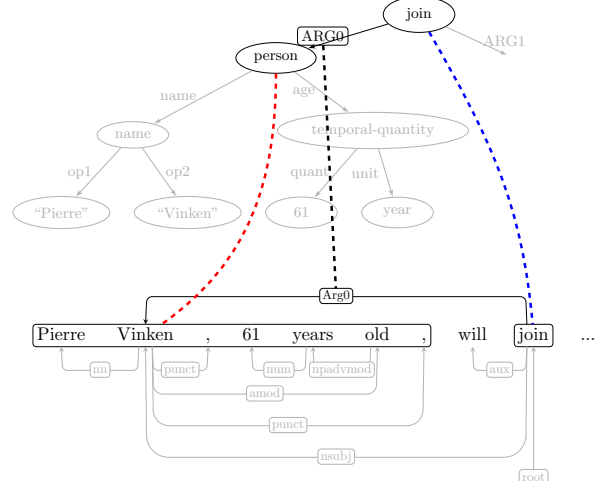 join
ARG0
ARG1
person
name
age
name
temporal-quantity
op1
op2
quant
unit
“Pierre”
“Vinken”
61
year
Arg0
Pierre Vinken , 61 years old , will join ...
nn
punct
num
npadvmod
aux
amod
punct
nsubj
root